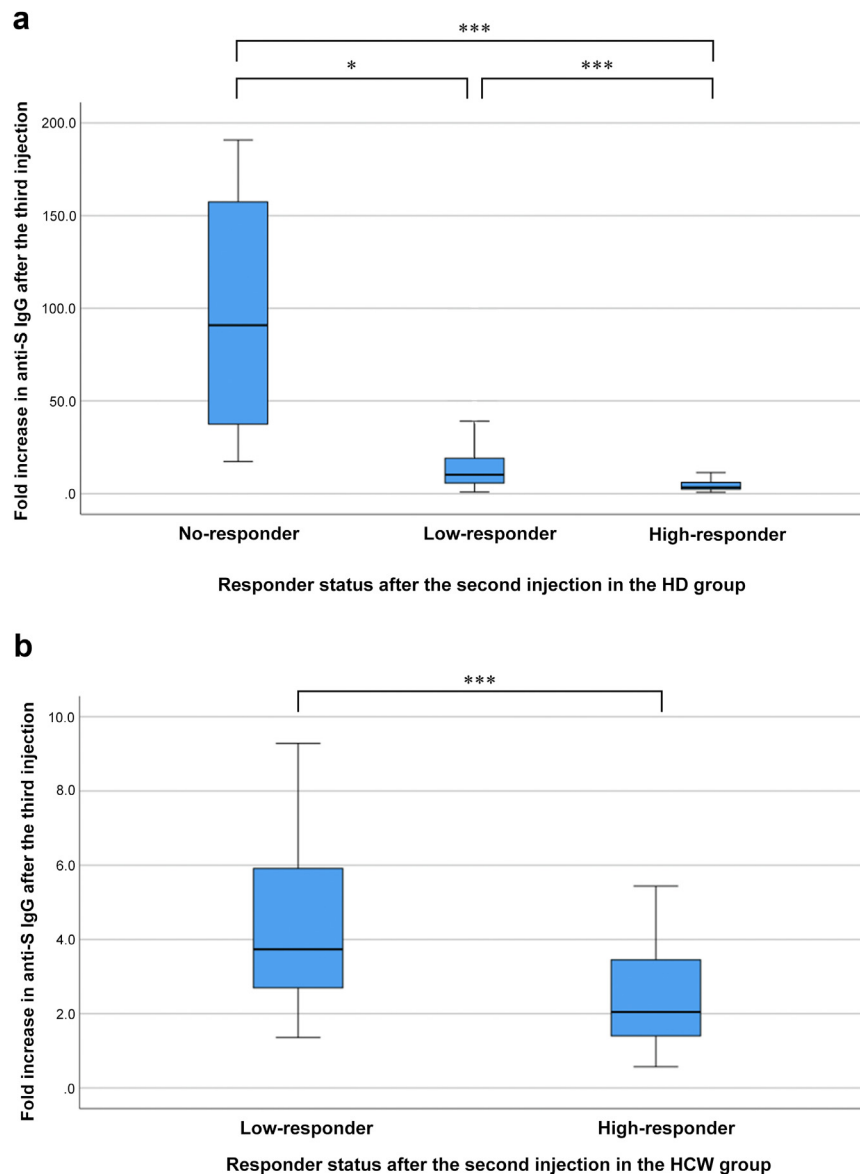 a
***
*
***
Fold increase in anti-S IgG after the third injection
200.0
150.0
100.0
50.0
.0
No-responder
Low-responder
High-responder
Responder status after the second injection in the HD group
b
***
Fold increase in anti-S IgG after the third injection
10.0
8.0
6.0
4.0
2.0
.0
Low-responder
High-responder
Responder status after the second injection in the HCW group